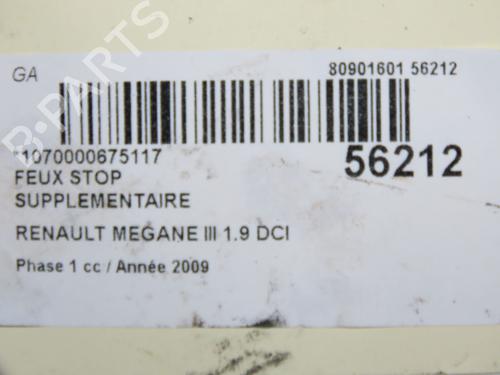 GA
80901601 56212
*1070000675117
56212
FEUX STOP
SUPPLEMENTAIRE
RENAULT MEGANE III 1.9 DCI
Phase 1 cc / Année 2009
B-PARTS